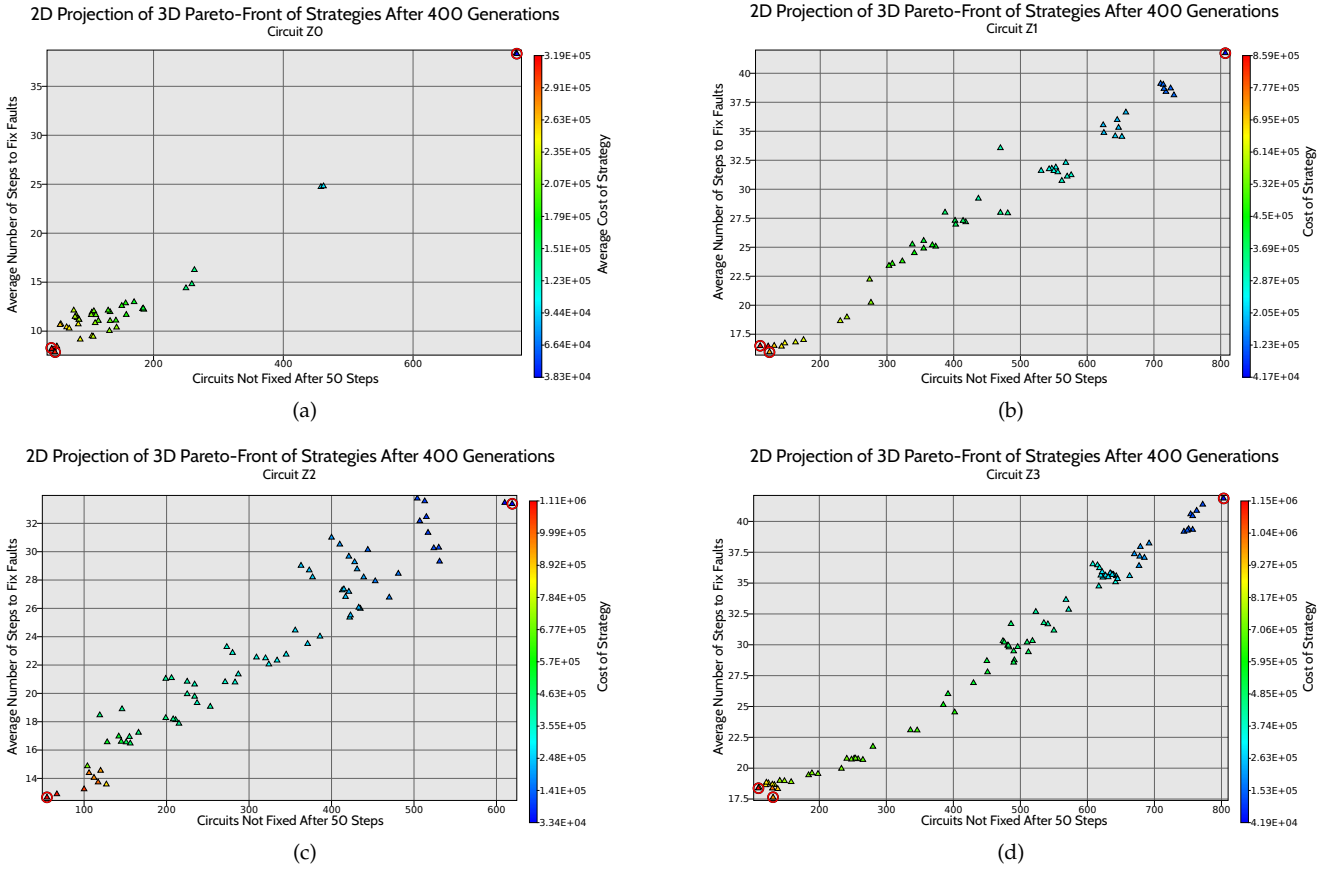 2D Projection of 3D Pareto-Front of Strategies After 400 Generations
Circuit Z0
Average Number of Steps to Fix Faults
35
30
25
20
15
10
200
400
600
Circuits Not Fixed After 50 Steps
3.19E+05
2.91E+05
2.63E+05
2.35E+05
2.07E+05
1.79E+05
1.51E+05
1.23E+05
9.44E+04
6.64E+04
3.83E+04
Average Cost of Strategy
(a)
2D Projection of 3D Pareto-Front of Strategies After 400 Generations
Circuit Z1
Average Number of Steps to Fix Faults
40
37.5
35
32.5
30
27.5
25
22.5
20
17.5
200
300
400
500
600
700
800
Circuits Not Fixed After 50 Steps
8.59E+05
7.77E+05
6.95E+05
6.14E+05
5.32E+05
4.5E+05
3.69E+05
2.87E+05
2.05E+05
1.23E+05
4.17E+04
Cost of Strategy
(b)
2D Projection of 3D Pareto-Front of Strategies After 400 Generations
Circuit Z2
Average Number of Steps to Fix Faults
32
30
28
26
24
22
20
18
16
14
100
200
300
400
500
600
Circuits Not Fixed After 50 Steps
1.11E+06
9.99E+05
8.92E+05
7.84E+05
6.77E+05
5.7E+05
4.63E+05
3.55E+05
2.48E+05
1.41E+05
3.34E+04
Cost of Strategy
(c)
2D Projection of 3D Pareto-Front of Strategies After 400 Generations
Circuit Z3
Average Number of Steps to Fix Faults
40
37.5
35
32.5
30
27.5
25
22.5
20
17.5
200
300
400
500
600
700
800
Circuits Not Fixed After 50 Steps
1.15E+06
1.04E+06
9.27E+05
8.17E+05
7.06E+05
5.95E+05
4.85E+05
3.74E+05
2.63E+05
1.52E+05
4.19E+04
Cost of Strategy
(d)